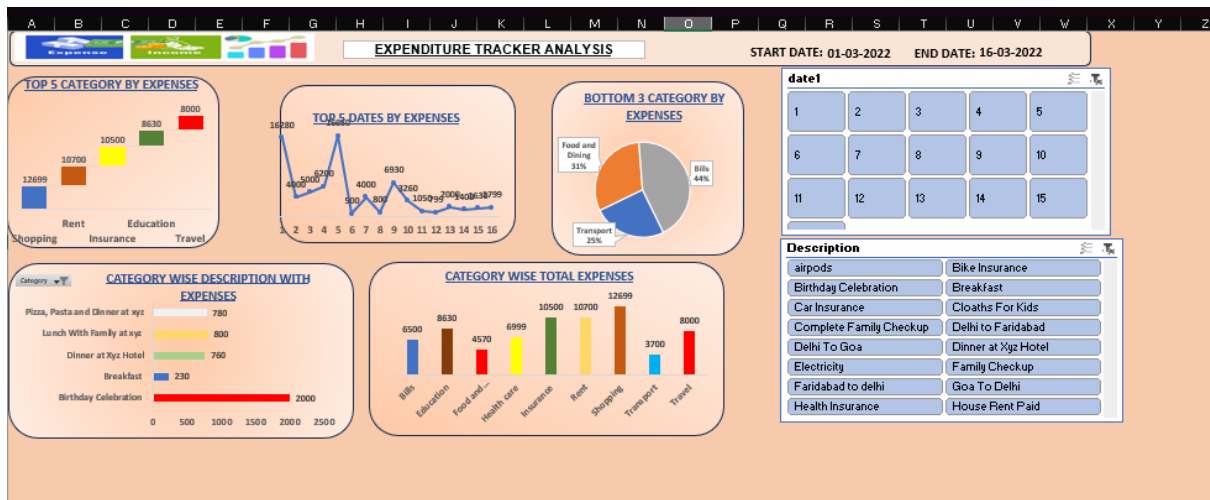 A B C D E F G H I J K L M N O P Q R S T U V W X Y Z
Expense
Income
EXPENDITURE TRACKER ANALYSIS
START DATE: 01-03-2022 END DATE: 16-03-2022
TOP 5 CATEGORY BY EXPENSES
12699
10700
10500
8630
8000
Rent Education
Shopping Insurance Travel
TOP 5 DATES BY EXPENSES
16280
4000
5000
6200
500
4000
800
6930
3260
1050
799
2000
1400
1799
1 2 3 4 5 6 7 8 9 10 11 12 13 14 15 16
BOTTOM 3 CATEGORY BY
EXPENSES
Food and
Dining
31%
Bills
44%
Transport
25%
date1
1 2 3 4 5
6 7 8 9 10
11 12 13 14 15
Description
airpods Bike Insurance
Birthday Celebration Breakfast
Car Insurance Cloaths For Kids
Complete Family Checkup Delhi to Faridabad
Delhi To Goa Dinner at Xyz Hotel
Electricity Family Checkup
Faridabad to delhi Goa To Delhi
Health Insurance House Rent Paid
Category
CATEGORY WISE DESCRIPTION WITH
EXPENSES
Pizza, Pasta and Dinner at xyz 780
Lunch With Family at xyz 800
Dinner at Xyz Hotel 760
Breakfast 230
Birthday Celebration 2000
0 500 1000 1500 2000 2500
CATEGORY WISE TOTAL EXPENSES
6500 8630 4570 6999 10500 10700 12699 3700 8000
Bills Education Food and... Health care Insurance Rent Shopping Transport Travel